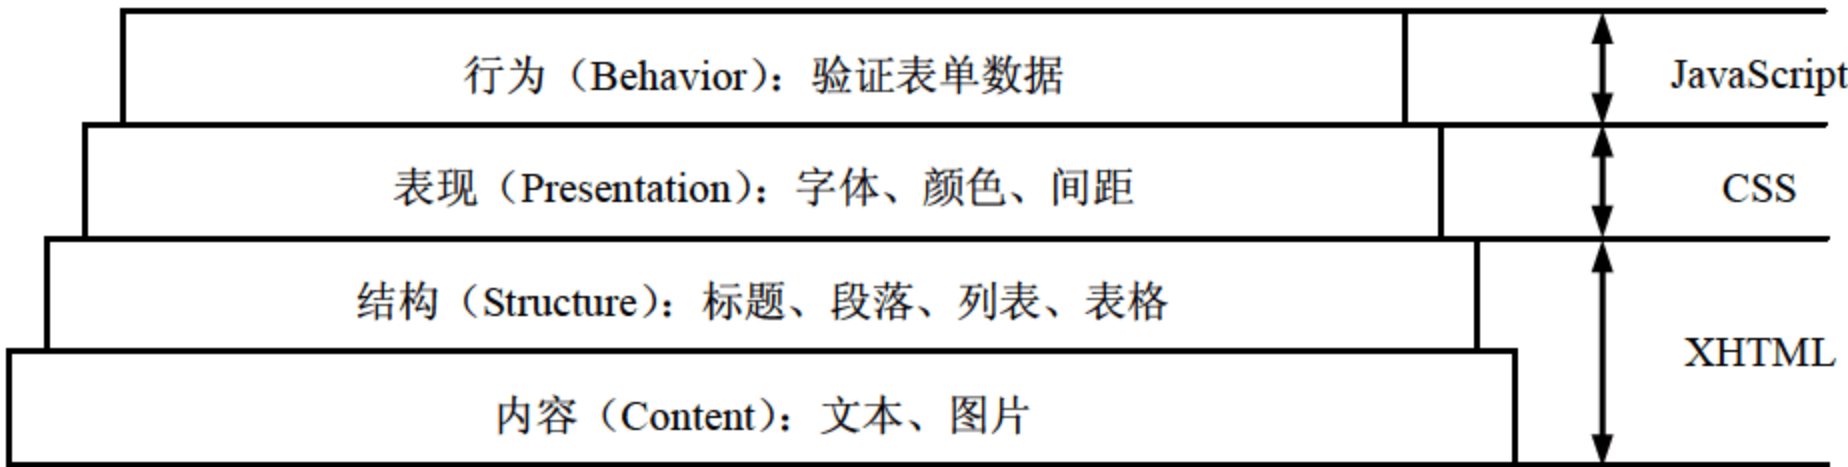 行为（Behavior）：验证表单数据
JavaScript
表现（Presentation）：字体、颜色、间距
CSS
结构（Structure）：标题、段落、列表、表格
XHTML
内容（Content）：文本、图片